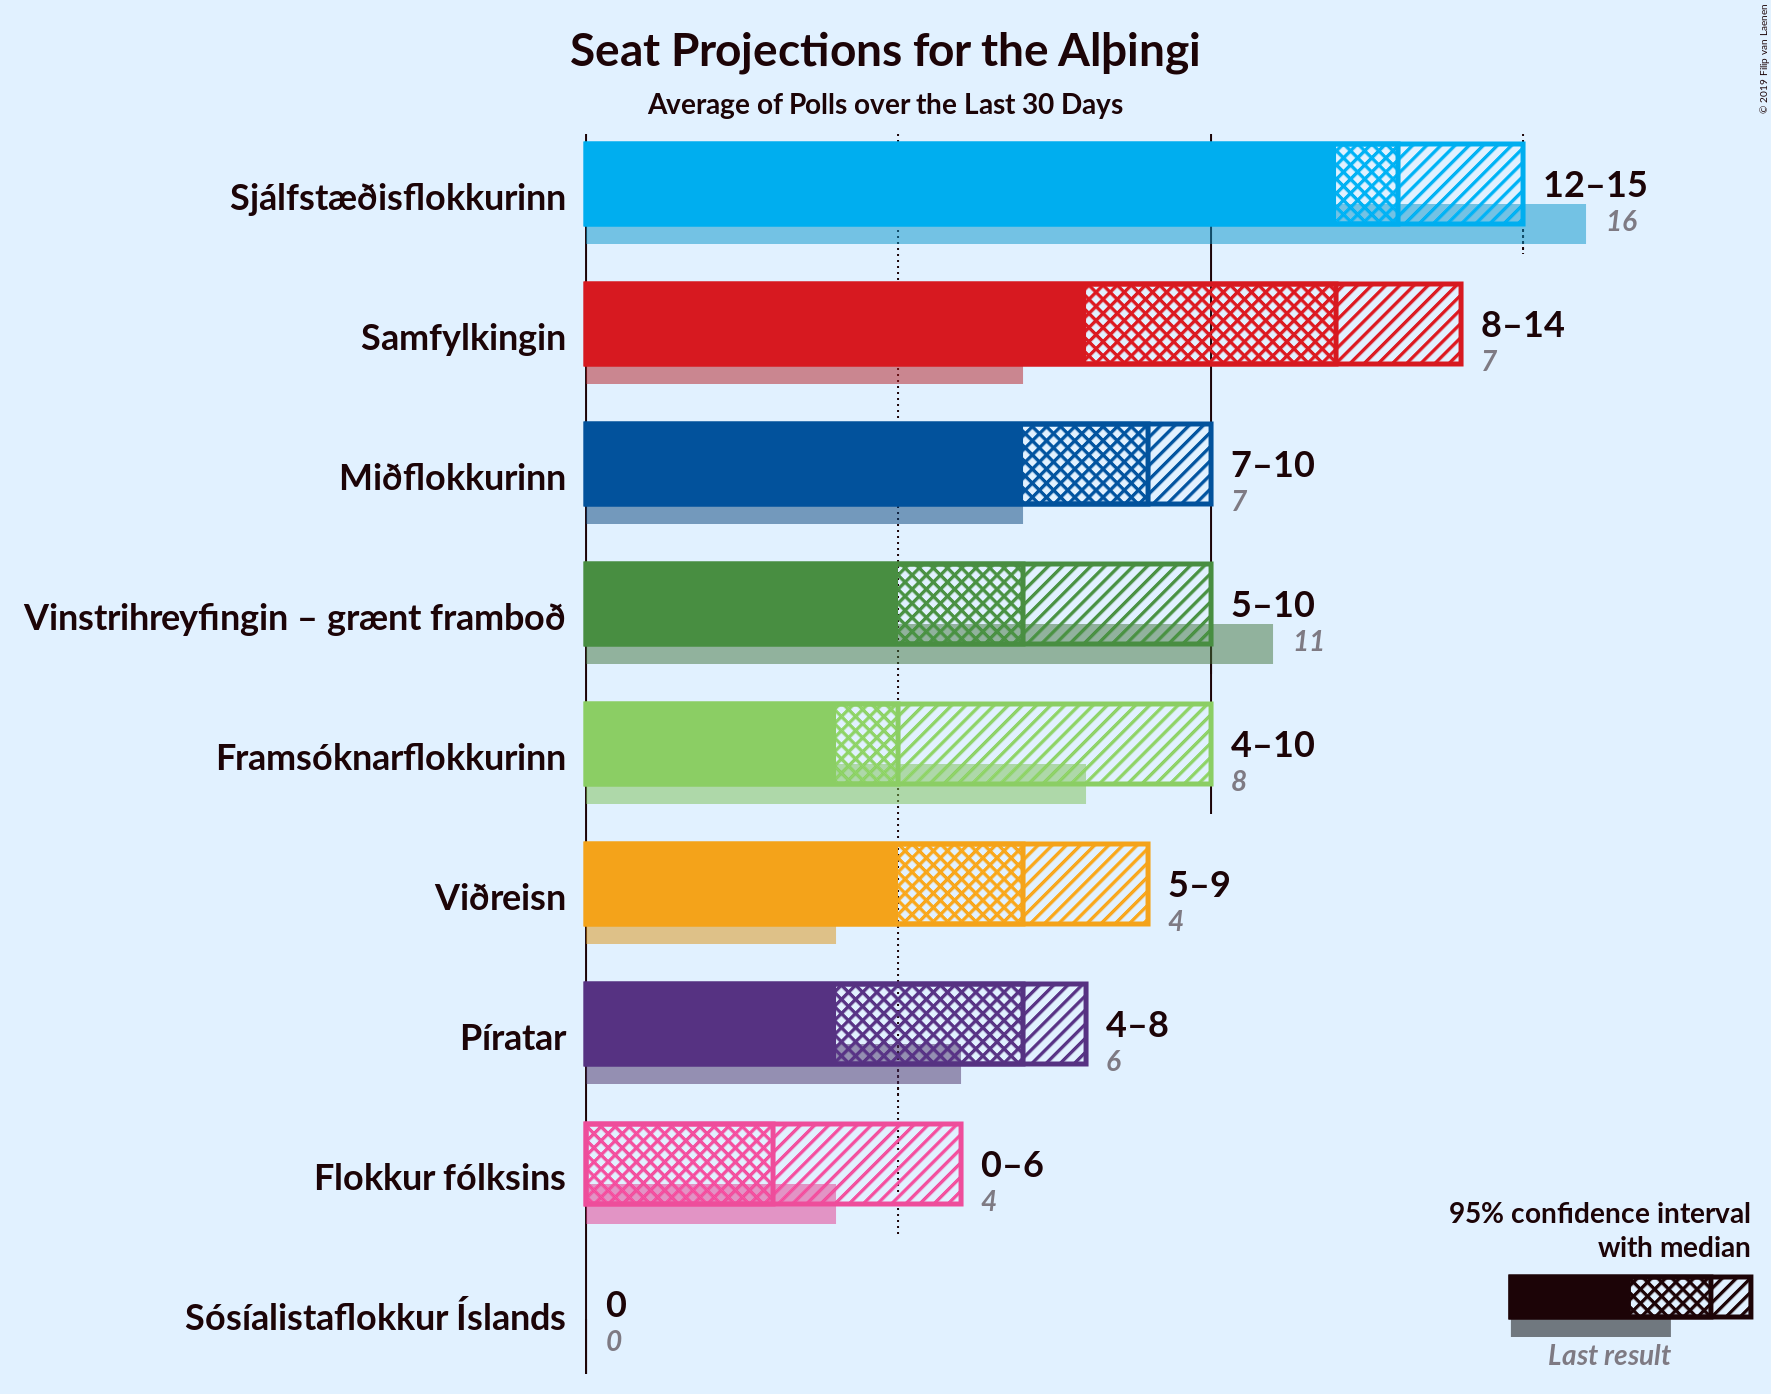 © 2019 Filip van Laenen
Seat Projections for the Alþingi
Average of Polls over the Last 30 Days
Sjálfstæðisflokkurinn
12–15
16
Samfylkingin
8–14
7
Miðflokkurinn
7–10
7
Vinstrihreyfingin – grænt framboð
5–10
11
Framsóknarflokkurinn
4–10
8
Viðreisn
5–9
4
Píratar
4–8
6
Flokkur fólksins
0–6
4
Sósíalistaflokkur Íslands
0
0
95% confidence interval
with median
Last result